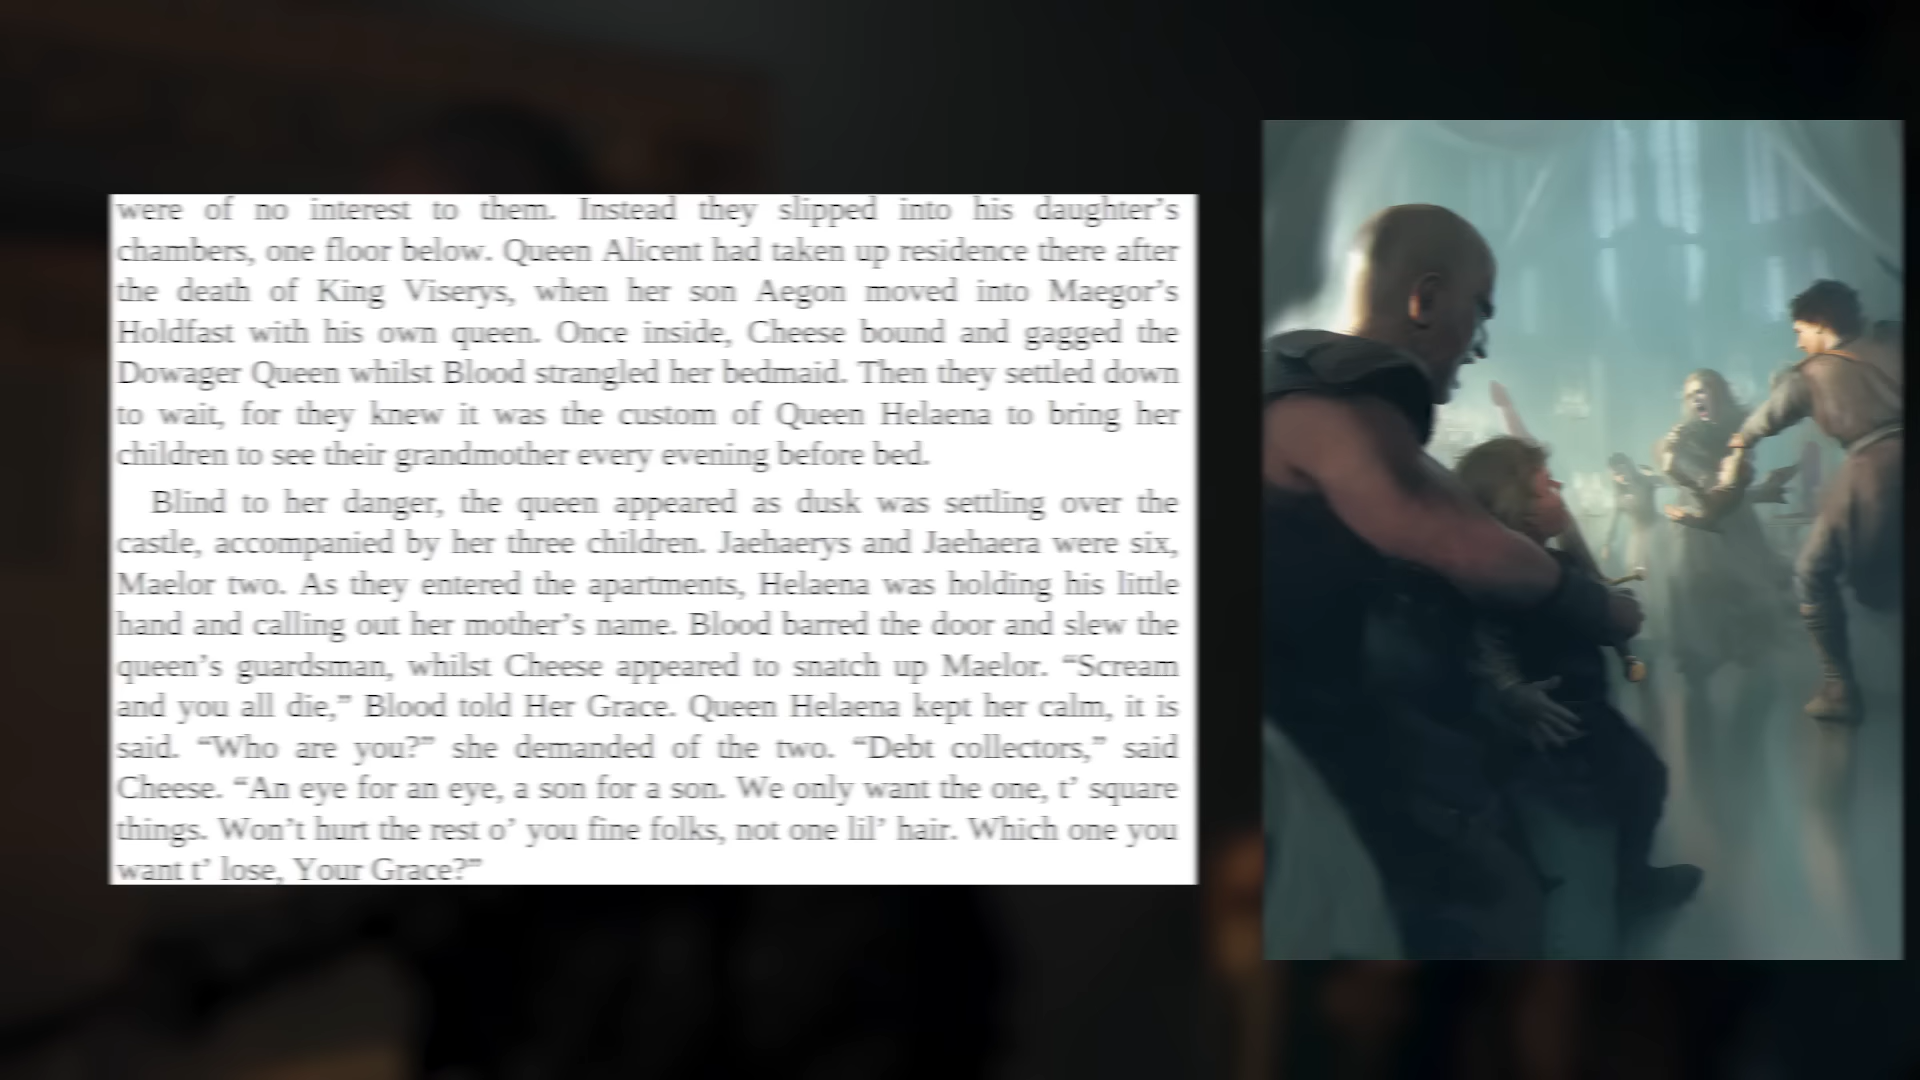 were of no interest to them. Instead they slipped into his daughter’s
chambers, one floor below. Queen Alicent had taken up residence there after
the death of King Viserys, when her son Aegon moved into Maegor’s
Holdfast with his own queen. Once inside, Cheese bound and gagged the
Dowager Queen whilst Blood strangled her bedmaid. Then they settled down
to wait, for they knew it was the custom of Queen Helaena to bring her
children to see their grandmother every evening before bed.
Blind to her danger, the queen appeared as dusk was settling over the
castle, accompanied by her three children. Jaehaerys and Jaehaera were six,
Maelor two. As they entered the apartments, Helaena was holding his little
hand and calling out her mother’s name. Blood barred the door and slew the
queen’s guardsman, whilst Cheese appeared to snatch up Maelor. “Scream
and you all die,” Blood told Her Grace. Queen Helaena kept her calm, it is
said. “Who are you?” she demanded of the two. “Debt collectors,” said
Cheese. “An eye for an eye, a son for a son. We only want the one, t’ square
things. Won’t hurt the rest o’ you fine folks, not one lil’ hair. Which one you
want t’ lose, Your Grace?”